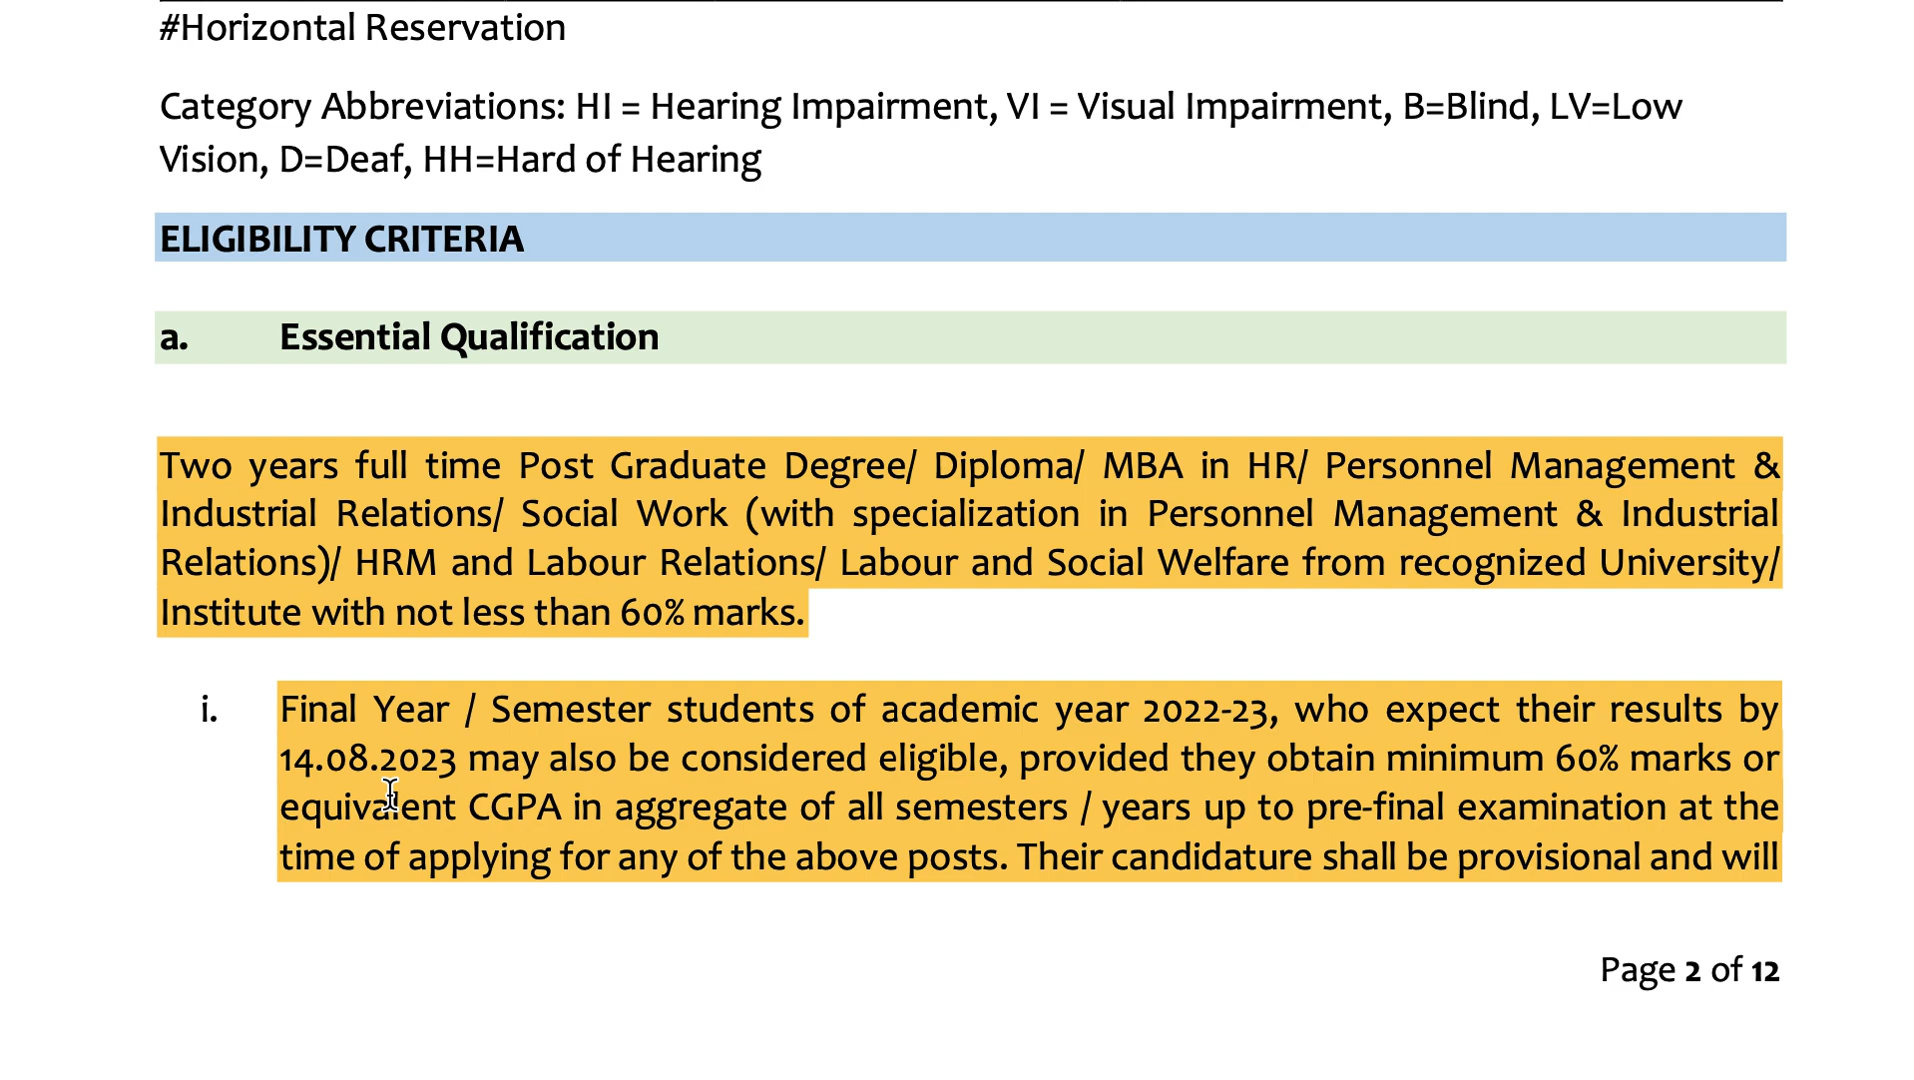 #Horizontal Reservation
Category Abbreviations: HI = Hearing Impairment, VI = Visual Impairment, B=Blind, LV=Low
Vision, D=Deaf, HH=Hard of Hearing
ELIGIBILITY CRITERIA
a. Essential Qualification
Two years full time Post Graduate Degree/ Diploma/ MBA in HR/ Personnel Management &
Industrial Relations/ Social Work (with specialization in Personnel Management & Industrial
Relations)/ HRM and Labour Relations/ Labour and Social Welfare from recognized University/
Institute with not less than 60% marks.
i. Final Year / Semester students of academic year 2022-23, who expect their results by
14.08.2023 may also be considered eligible, provided they obtain minimum 60% marks or
equivalent CGPA in aggregate of all semesters / years up to pre-final examination at the
time of applying for any of the above posts. Their candidature shall be provisional and will
Page 2 of 12